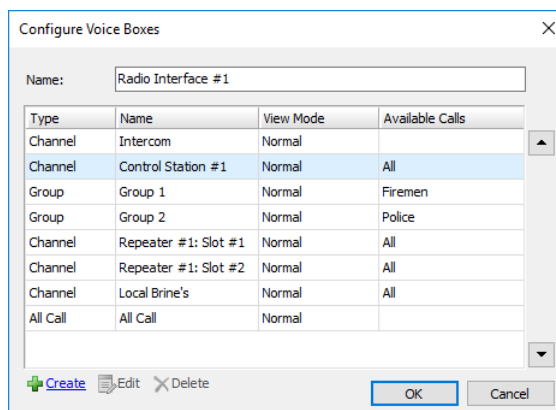 Configure Voice Boxes
Name: Radio Interface #1
Type Name View Mode Available Calls
Channel Intercom Normal
Channel Control Station #1 Normal All
Group Group 1 Normal Firemen
Group Group 2 Normal Police
Channel Repeater #1: Slot #1 Normal All
Channel Repeater #1: Slot #2 Normal All
Channel Local Brine's Normal All
All Call All Call Normal
Create Edit Delete
OK Cancel